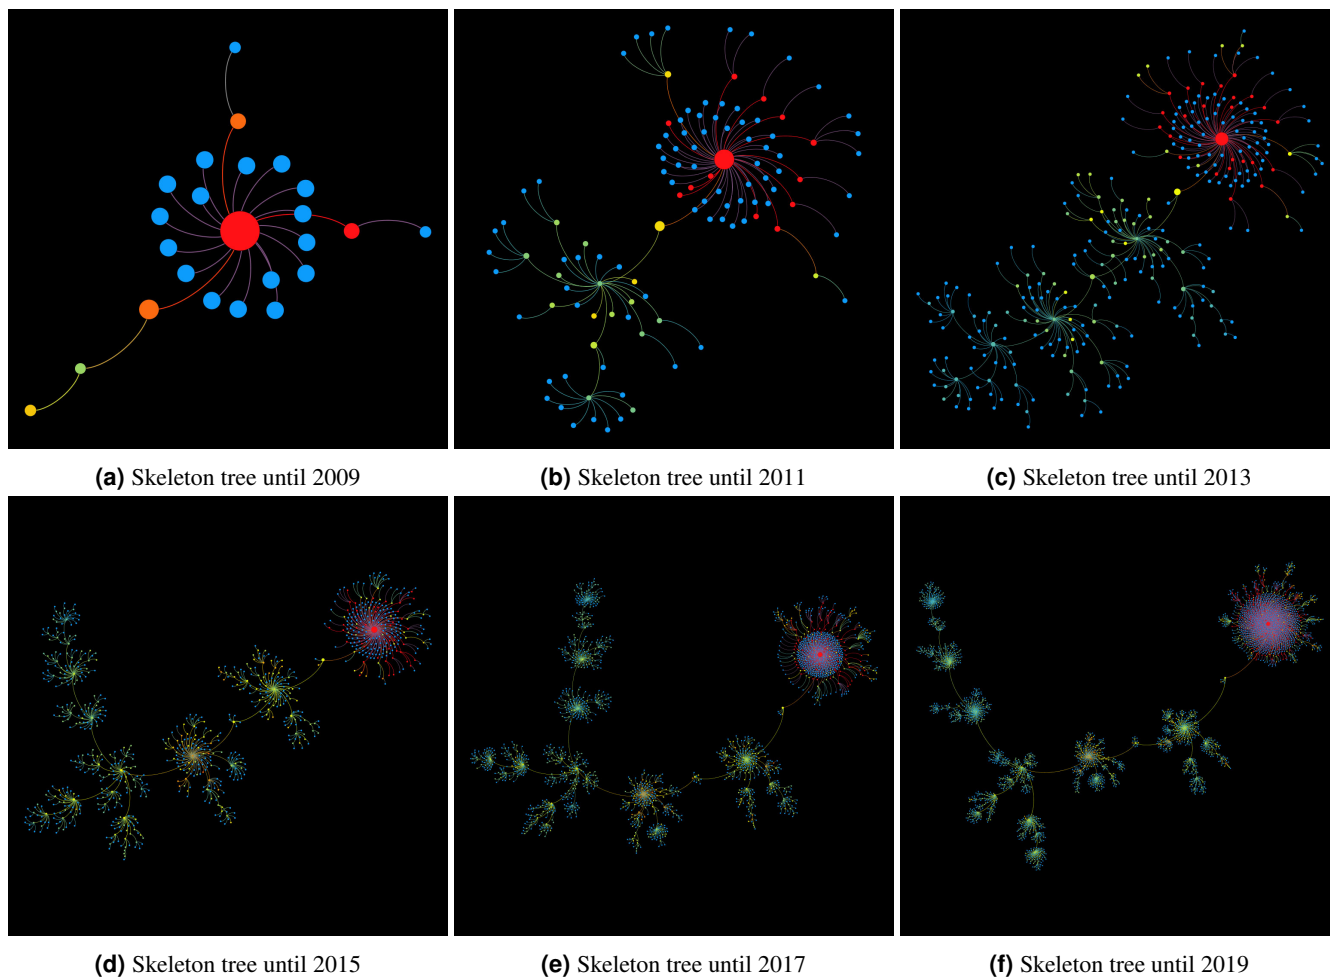 (a) Skeleton tree until 2009
(b) Skeleton tree until 2011
(c) Skeleton tree until 2013
(d) Skeleton tree until 2015
(e) Skeleton tree until 2017
(f) Skeleton tree until 2019